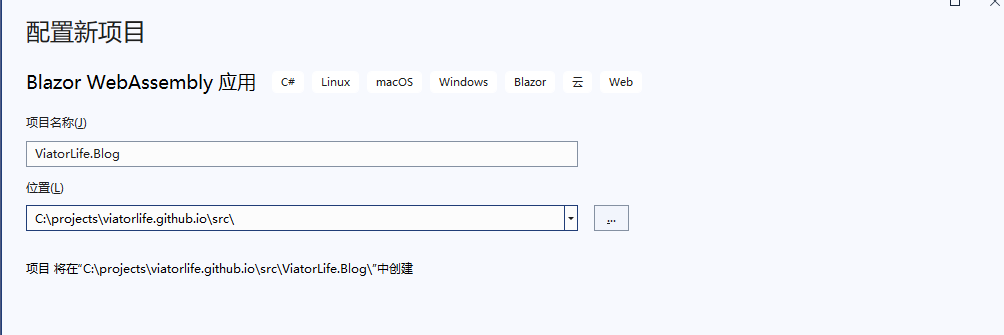 配置新项目
Blazor WebAssembly 应用 C# Linux macOS Windows Blazor 云 Web
项目名称(J)
ViatorLife.Blog
位置(L)
C:\projects\viatorlife.github.io\src\
...
项目 将在“C:\projects\viatorlife.github.io\src\ViatorLife.Blog\”中创建